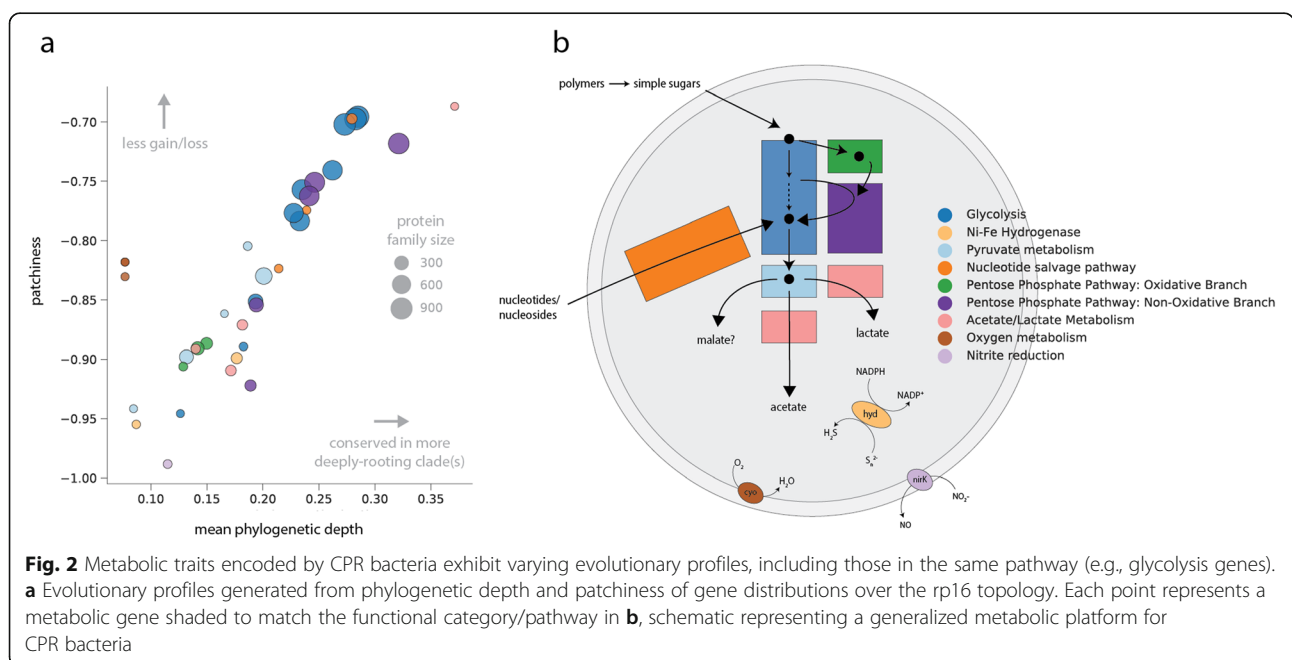 a
−0.70
−0.75
−0.80
−0.85
−0.90
−0.95
−1.00
patchiness
less gain/loss
protein
family size
300
600
900
conserved in more
deeply-rooting clade(s)
0.10 0.15 0.20 0.25 0.30 0.35
mean phylogenetic depth
b
polymers simple sugars
nucleotides/
nucleosides
malate?
lactate
acetate
NADPH
NADP⁺
hyd
H₂S
Sₙ²⁻
O₂
H₂O
cyo
nirK
NO₂-
NO
Glycolysis
Ni-Fe Hydrogenase
Pyruvate metabolism
Nucleotide salvage pathway
Pentose Phosphate Pathway: Oxidative Branch
Pentose Phosphate Pathway: Non-Oxidative Branch
Acetate/Lactate Metabolism
Oxygen metabolism
Nitrite reduction
Fig. 2 Metabolic traits encoded by CPR bacteria exhibit varying evolutionary profiles, including those in the same pathway (e.g., glycolysis genes).
a Evolutionary profiles generated from phylogenetic depth and patchiness of gene distributions over the rp16 topology. Each point represents a
metabolic gene shaded to match the functional category/pathway in b, schematic representing a generalized metabolic platform for
CPR bacteria